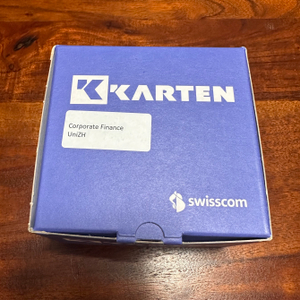 K KARTEN
Corporate Finance
UniZH
swisscom